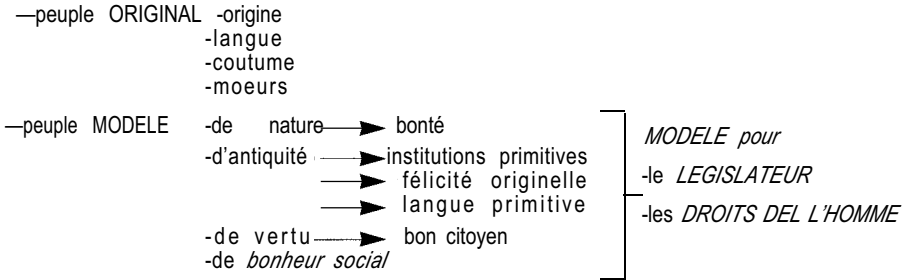 —peuple ORIGINAL -origine
-langue
-coutume
-moeurs
—peuple MODELE -de nature bonté
-d'antiquité institutions primitives
félicité originelle
langue primitive
-de vertu bon citoyen
-de bonheur social
MODELE pour
-le LEGISLATEUR
-les DROITS DEL L'HOMME